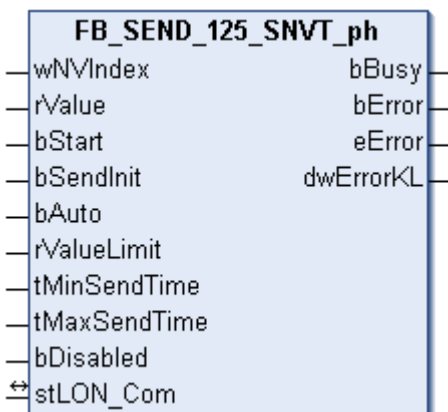 FB_SEND_125_SNVT_ph
wNVIndex bBusy
rValue bError
bStart eError
bSendInit dwErrorKL
bAuto
rValueLimit
tMinSendTime
tMaxSendTime
bDisabled
stLON_Com